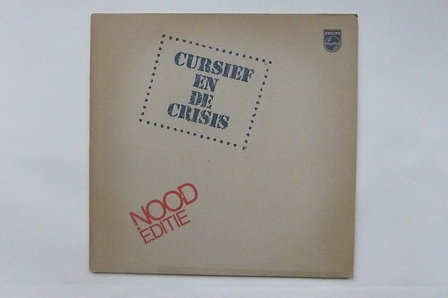 PHILIPS
CURSIEF
EN
DE
CRISIS
NOOD
EDITIE